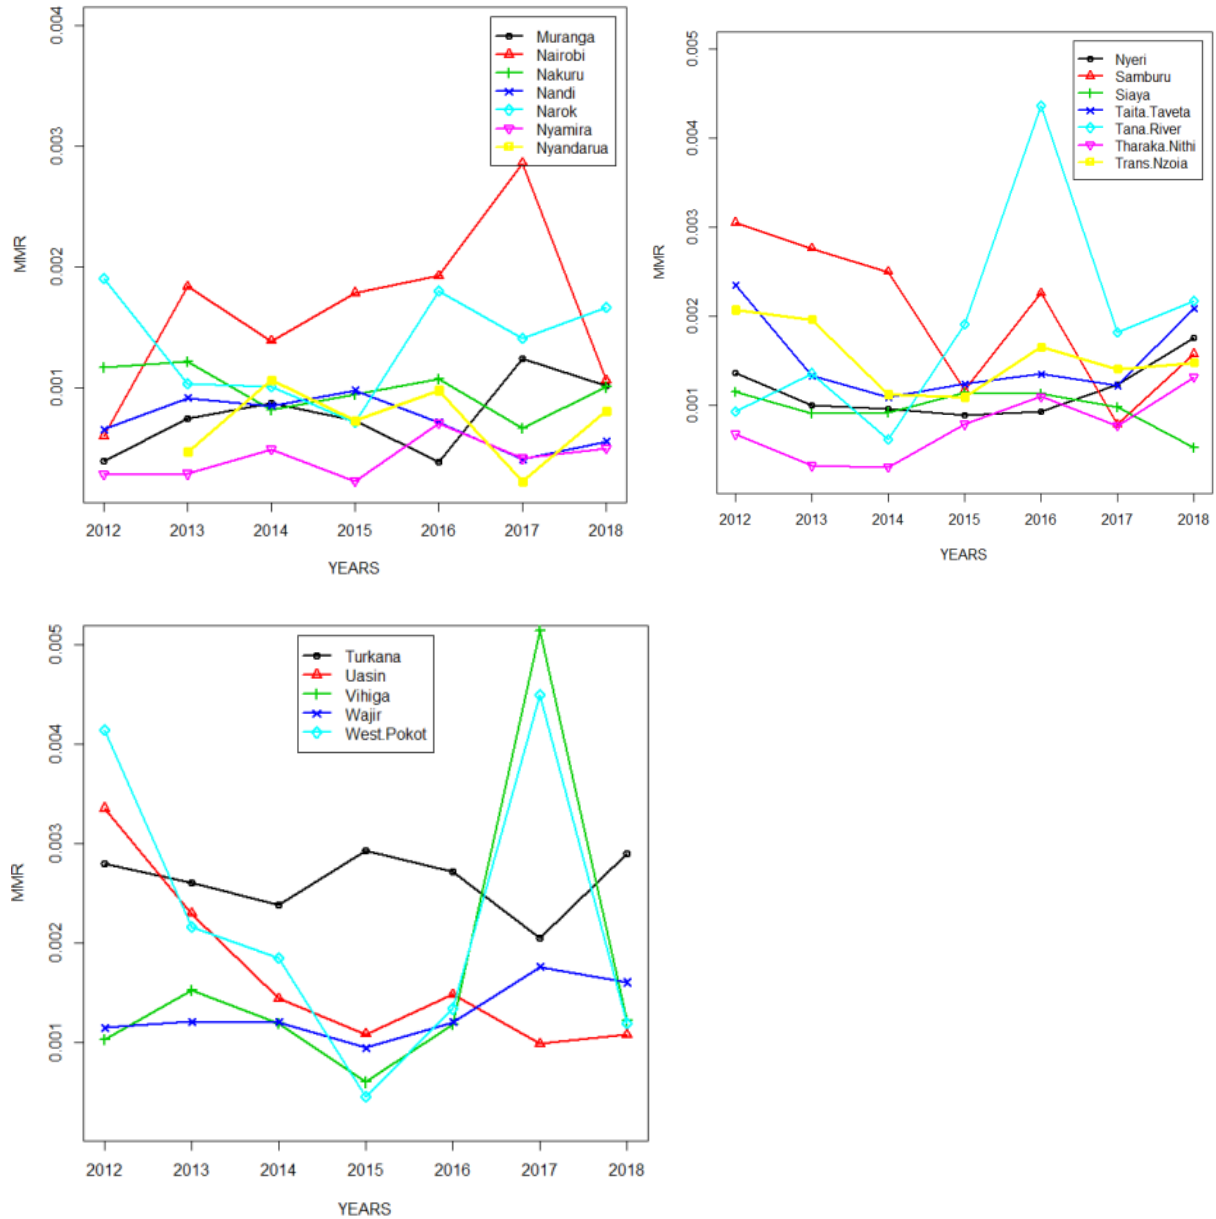 0.004
0.003
0.002
0.001
MMR
Muranga
Nairobi
Nakuru
Nandi
Narok
Nyamira
Nyandarua
2012 2013 2014 2015 2016 2017 2018
YEARS
0.005
0.004
0.003
0.002
0.001
MMR
Nyeri
Samburu
Siaya
Taita.Taveta
Tana.River
Tharaka.Nithi
Trans.Nzoia
2012 2013 2014 2015 2016 2017 2018
YEARS
0.005
0.004
0.003
0.002
0.001
MMR
Turkana
Uasin
Vihiga
Wajir
West.Pokot
2012 2013 2014 2015 2016 2017 2018
YEARS